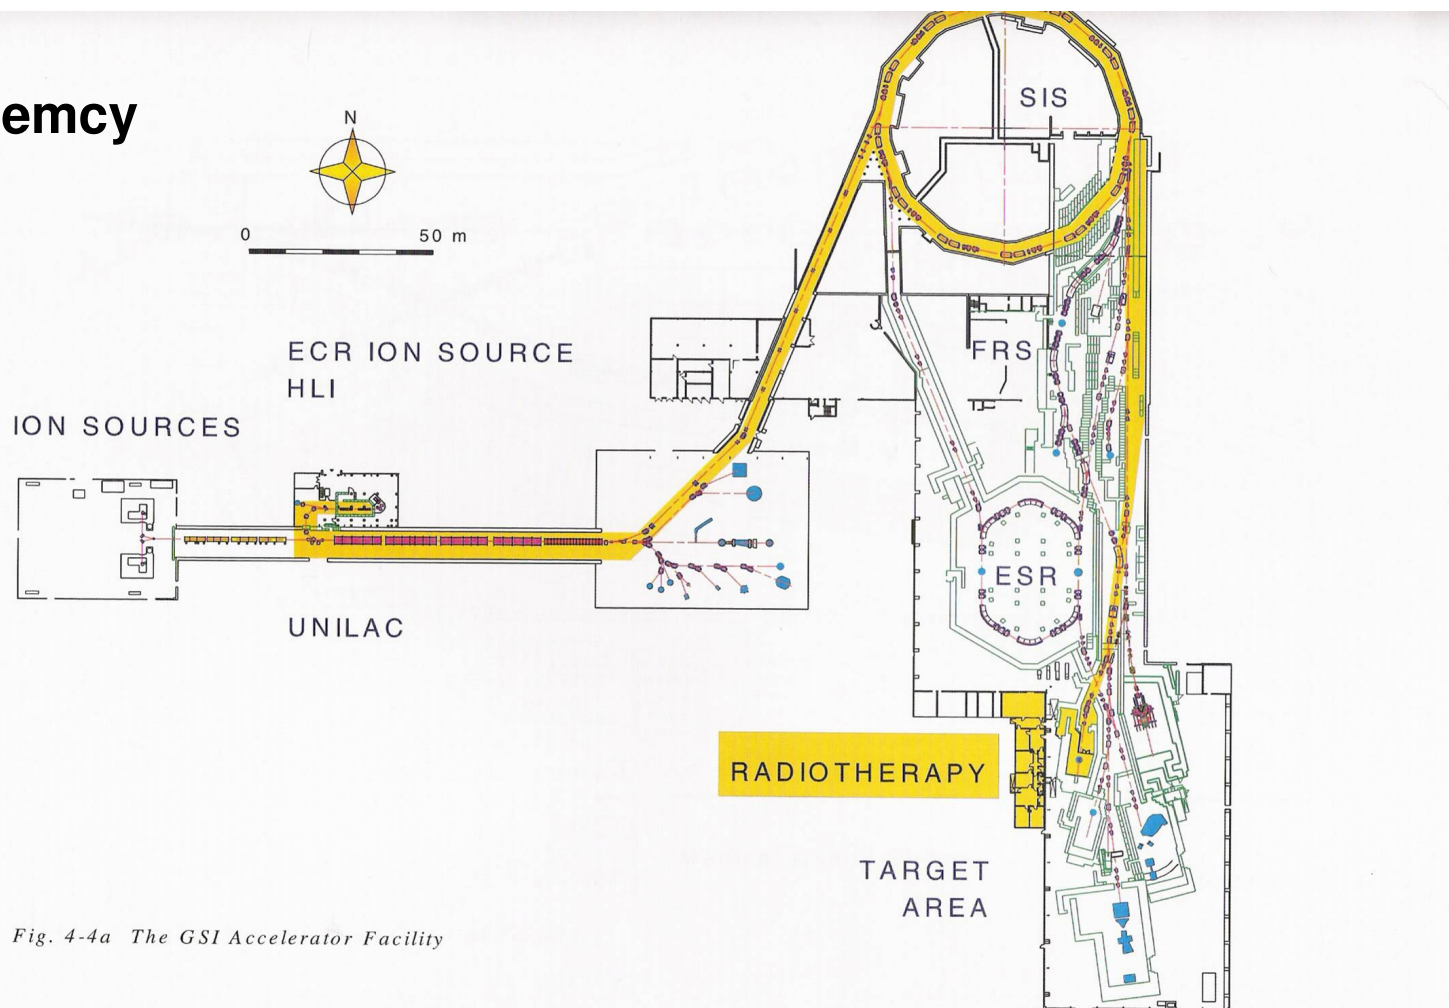 emcy
N
0 50 m
SIS
ECR ION SOURCE
HLI
FRS
ION SOURCES
ESR
UNILAC
RADIOTHERAPY
TARGET
AREA
Fig. 4-4a The GSI Accelerator Facility